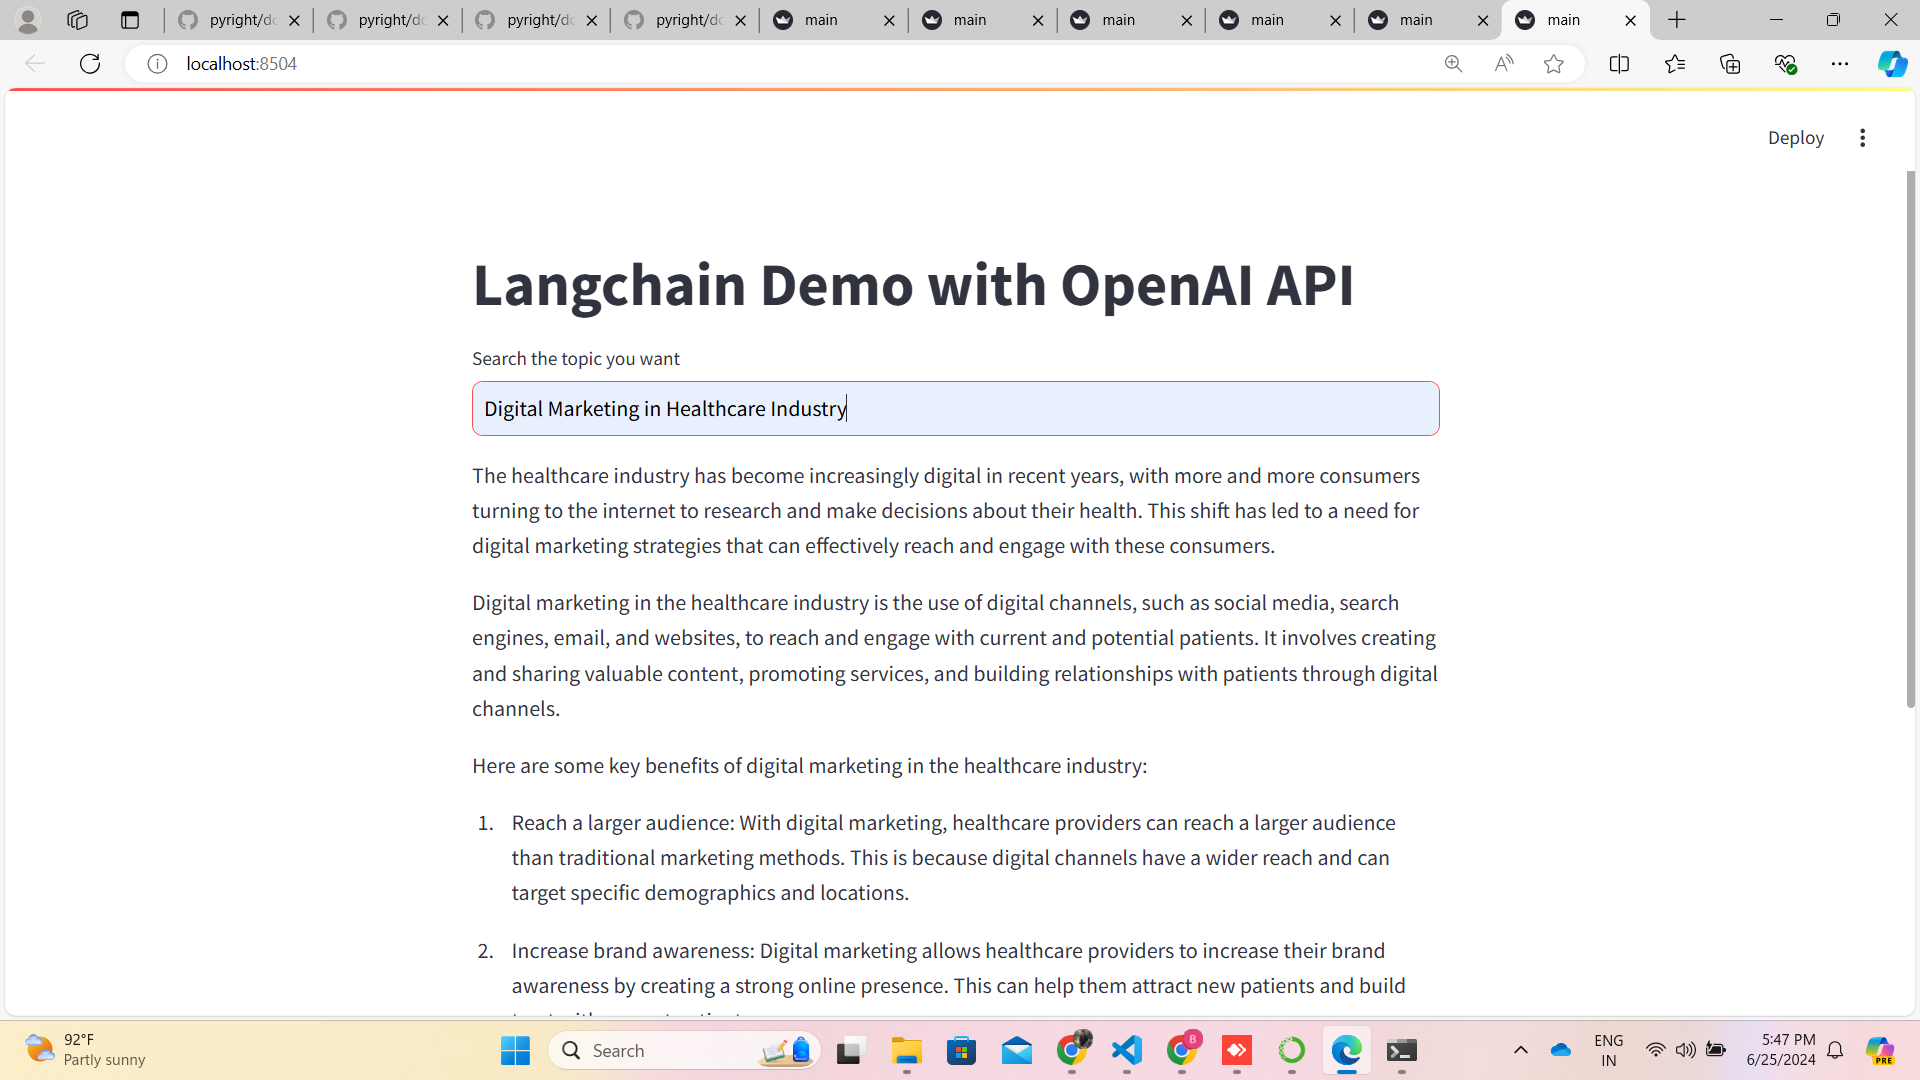 pyright/do
pyright/do
pyright/do
pyright/do
main
main
main
main
main
main
localhost:8504
Deploy
Langchain Demo with OpenAI API
Search the topic you want
Digital Marketing in Healthcare Industry
The healthcare industry has become increasingly digital in recent years, with more and more consumers
turning to the internet to research and make decisions about their health. This shift has led to a need for
digital marketing strategies that can effectively reach and engage with these consumers.
Digital marketing in the healthcare industry is the use of digital channels, such as social media, search
engines, email, and websites, to reach and engage with current and potential patients. It involves creating
and sharing valuable content, promoting services, and building relationships with patients through digital
channels.
Here are some key benefits of digital marketing in the healthcare industry:
1. Reach a larger audience: With digital marketing, healthcare providers can reach a larger audience
than traditional marketing methods. This is because digital channels have a wider reach and can
target specific demographics and locations.
2. Increase brand awareness: Digital marketing allows healthcare providers to increase their brand
awareness by creating a strong online presence. This can help them attract new patients and build
92°F
Partly sunny
Search
B
ENG
IN
5:47 PM
6/25/2024
PRE